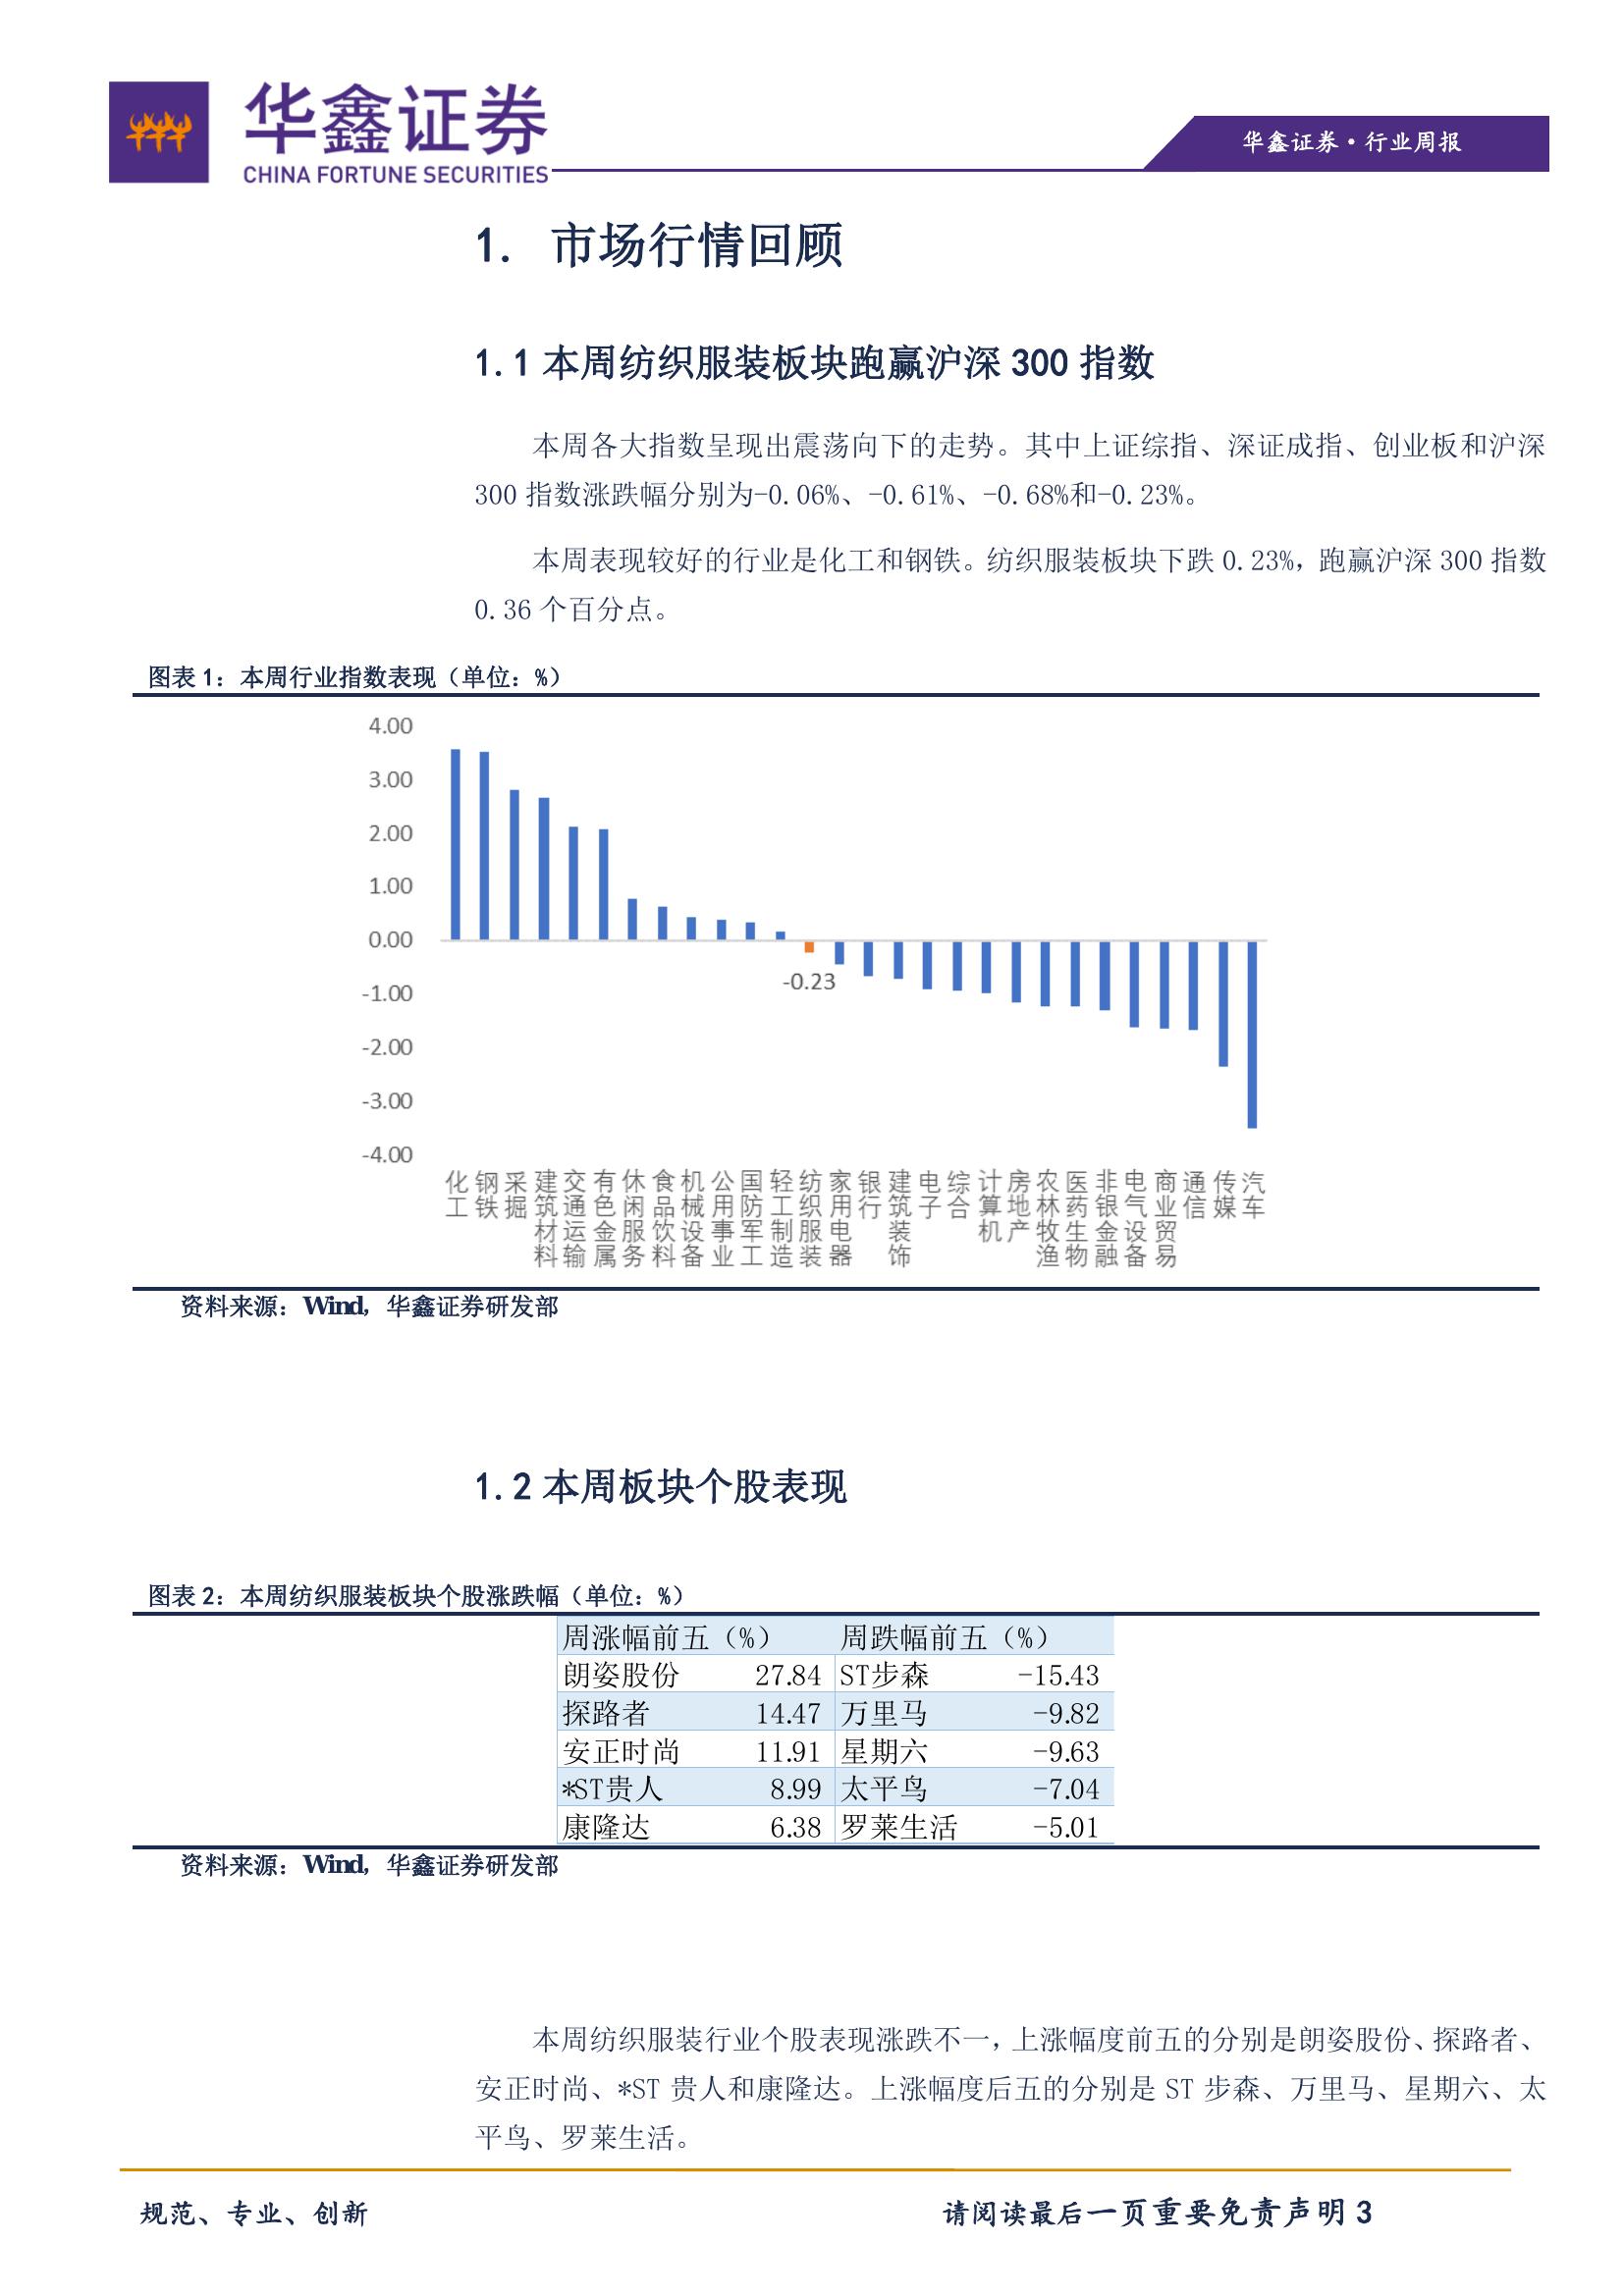 华鑫证券
CHINA FORTUNE SECURITIES
华鑫证券·行业周报
1. 市场行情回顾
1.1 本周纺织服装板块跑赢沪深 300 指数
本周各大指数呈现出震荡向下的走势。其中上证综指、深证成指、创业板和沪深
300 指数涨跌幅分别为-0.06%、-0.61%、-0.68%和-0.23%。
本周表现较好的行业是化工和钢铁。纺织服装板块下跌 0.23%，跑赢沪深 300 指数
0.36 个百分点。
图表 1：本周行业指数表现（单位：%）
4.00
3.00
2.00
1.00
0.00
-1.00
-2.00
-3.00
-4.00
-0.23
化工
钢铁
采掘
建筑材料
交通运输
有色金属
休闲服务
食品饮料
机械设备
公用事业
国防军工
轻工制造
纺织服装
家用电器
银行
建筑装饰
电子
综合
计算机
房地产
农林牧渔
医药生物
非银金融
电气设备
商业贸易
通信
传媒
汽车
资料来源：Wind，华鑫证券研发部
1.2 本周板块个股表现
图表 2：本周纺织服装板块个股涨跌幅（单位：%）
周涨幅前五（%） 周跌幅前五（%）
朗姿股份 27.84 ST步森 -15.43
探路者 14.47 万里马 -9.82
安正时尚 11.91 星期六 -9.63
*ST贵人 8.99 太平鸟 -7.04
康隆达 6.38 罗莱生活 -5.01
资料来源：Wind，华鑫证券研发部
本周纺织服装行业个股表现涨跌不一，上涨幅度前五的分别是朗姿股份、探路者、
安正时尚、*ST 贵人和康隆达。上涨幅度后五的分别是 ST 步森、万里马、星期六、太
平鸟、罗莱生活。
规范、专业、创新
请阅读最后一页重要免责声明 3